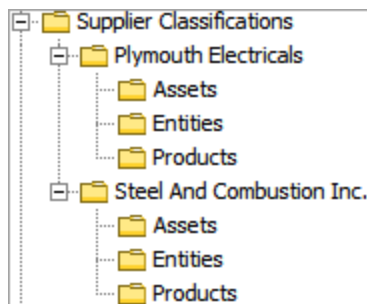 Supplier Classifications
Plymouth Electricals
Assets
Entities
Products
Steel And Combustion Inc.
Assets
Entities
Products